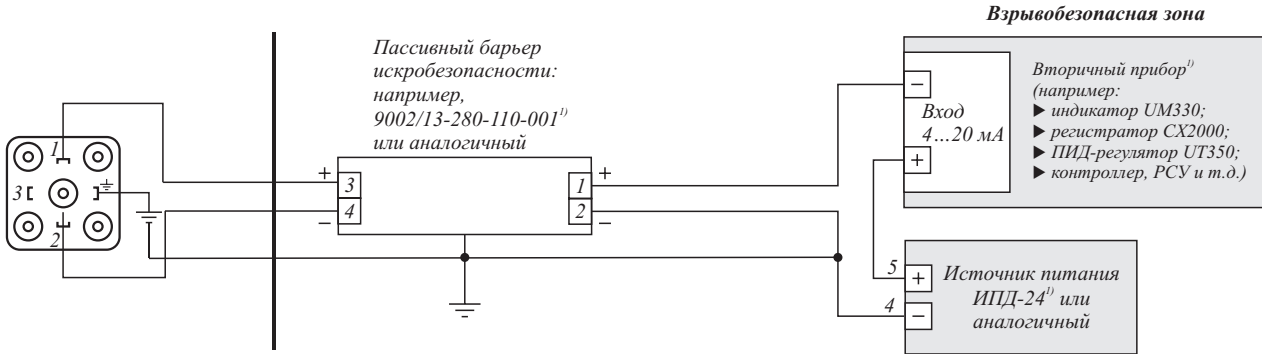 Взрывобезопасная зона
Пассивный барьер
искробезопасности:
например,
9002/13-280-110-001¹⁾
или аналогичный
Вход
4…20 мА
−
+
Вторичный прибор¹⁾
(например:
▶ индикатор UM330;
▶ регистратор CX2000;
▶ ПИД-регулятор UT350;
▶ контроллер, РСУ и т.д.)
1
3
2
+
3
4
−
+
1
2
−
5
+
4
−
Источник питания
ИПД-24¹⁾ или
аналогичный